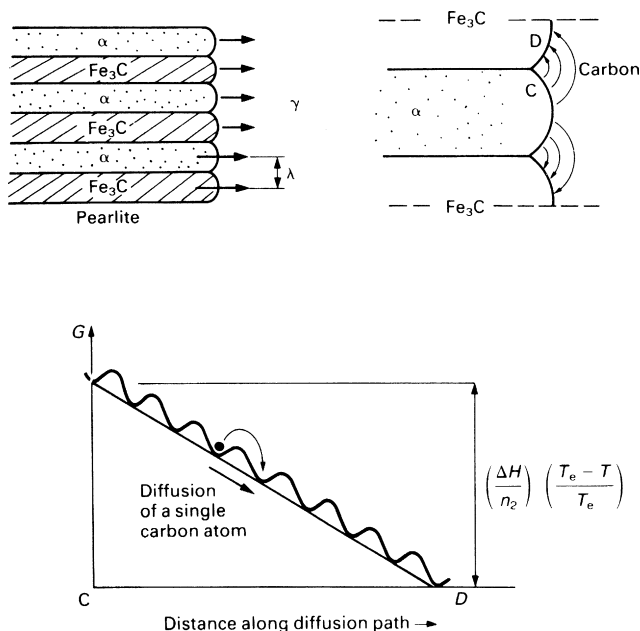 α
Fe₃C
α
Fe₃C
α
Fe₃C
Pearlite
γ
λ
Fe₃C
D
Carbon
C
α
Fe₃C
G
Diffusion
of a single
carbon atom
(ΔH/n₂) (Tₑ – T/Tₑ)
C
D
Distance along diffusion path →